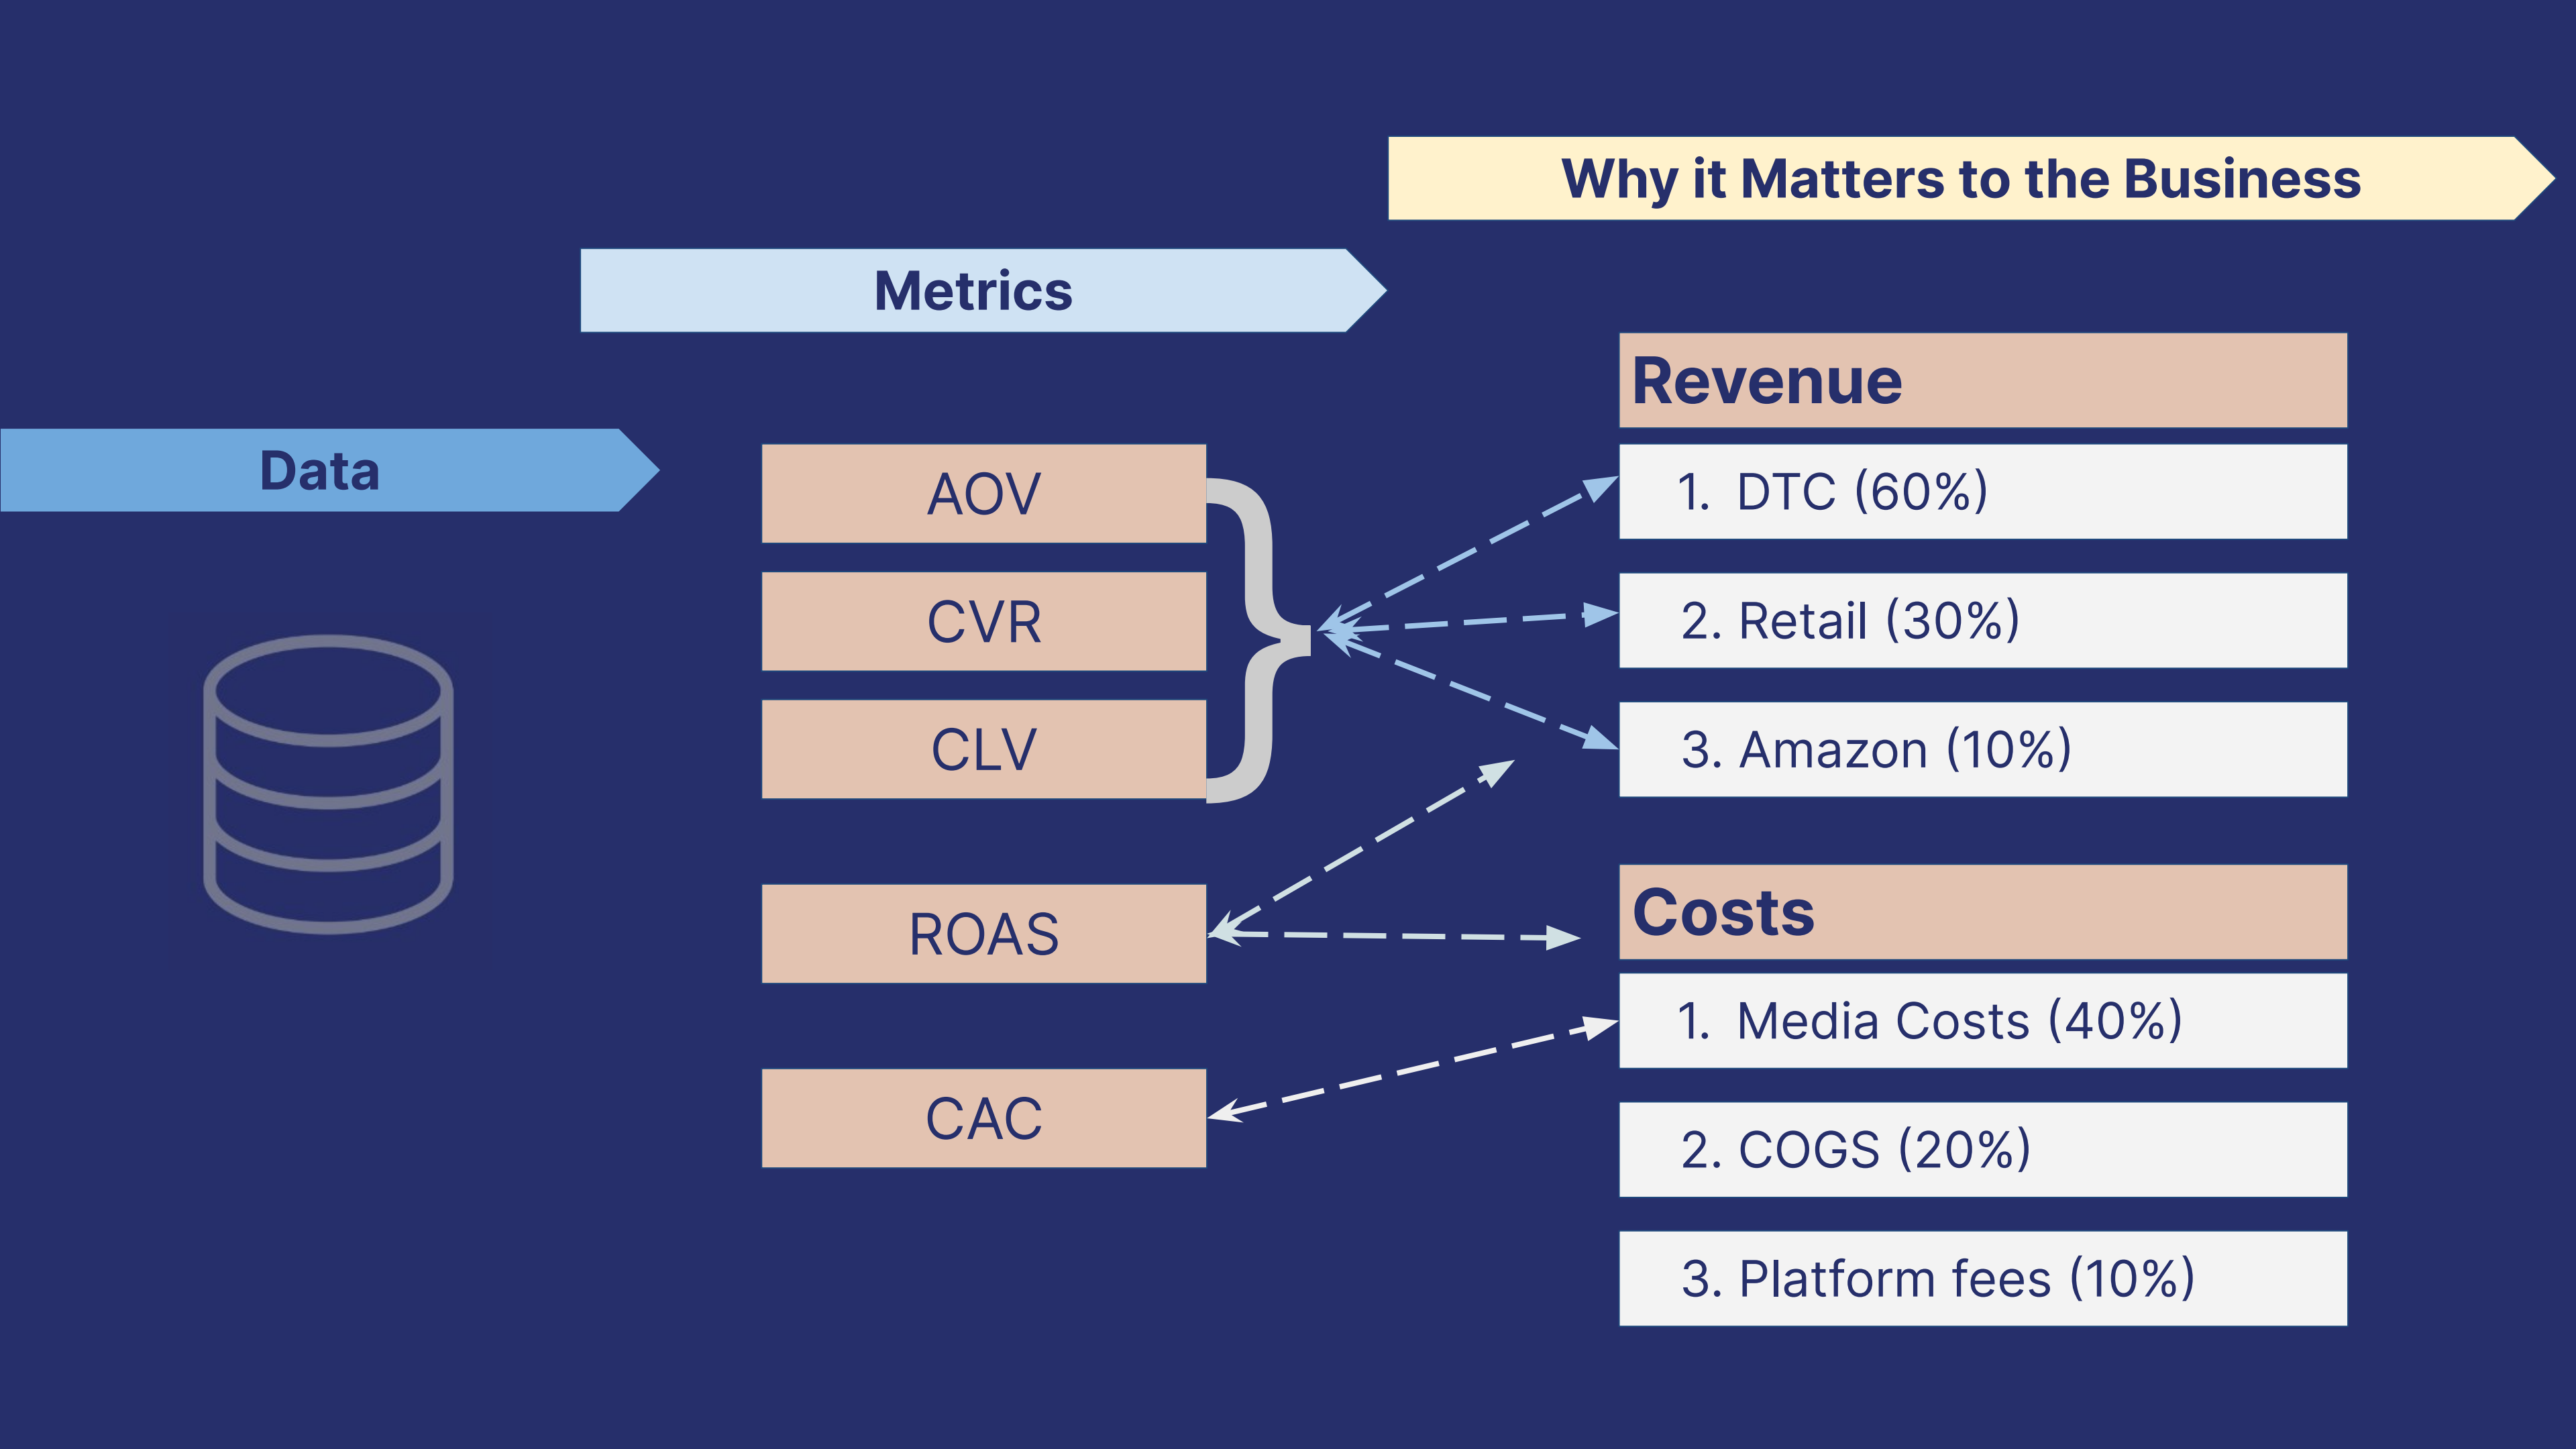 Why it Matters to the Business
Metrics
Data
AOV
CVR
CLV
ROAS
CAC
Revenue
1. DTC (60%)
2. Retail (30%)
3. Amazon (10%)
Costs
1. Media Costs (40%)
2. COGS (20%)
3. Platform fees (10%)